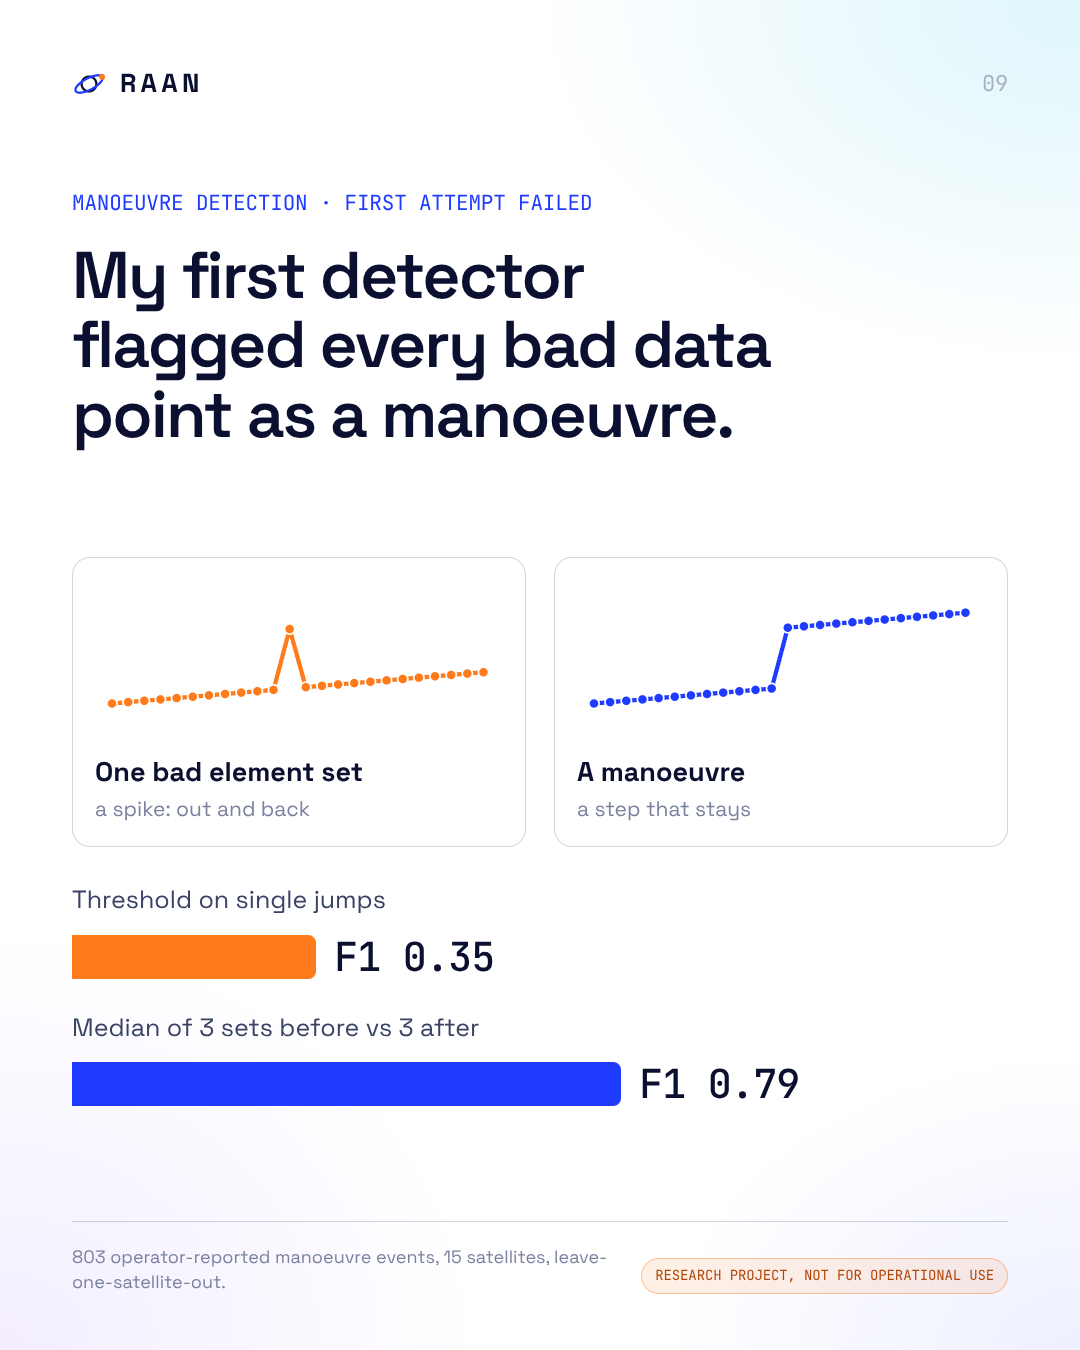 RAAN
09
MANOEUVRE DETECTION · FIRST ATTEMPT FAILED
My first detector
flagged every bad data
point as a manoeuvre.
One bad element set
a spike: out and back
A manoeuvre
a step that stays
Threshold on single jumps
F1 0.35
Median of 3 sets before vs 3 after
F1 0.79
803 operator-reported manoeuvre events, 15 satellites, leave-
one-satellite-out.
RESEARCH PROJECT, NOT FOR OPERATIONAL USE